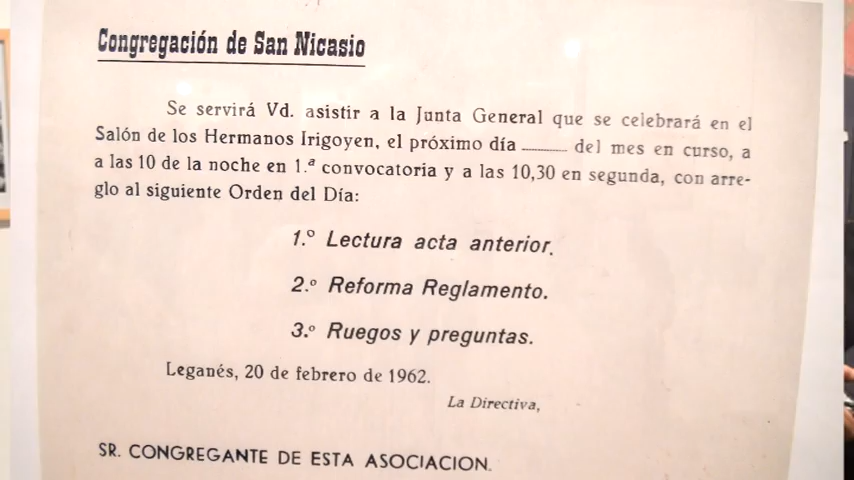 Congregación de San Nicasio
Se servirá Vd. asistir a la Junta General que se celebrará en el
Salón de los Hermanos Irigoyen, el próximo día ______ del mes en curso, a
a las 10 de la noche en 1.ª convocatoria y a las 10,30 en segunda, con arre-
glo al siguiente Orden del Día:
1.º Lectura acta anterior.
2.º Reforma Reglamento.
3.º Ruegos y preguntas.
Leganés, 20 de febrero de 1962.
La Directiva,
SR. CONGREGANTE DE ESTA ASOCIACION.